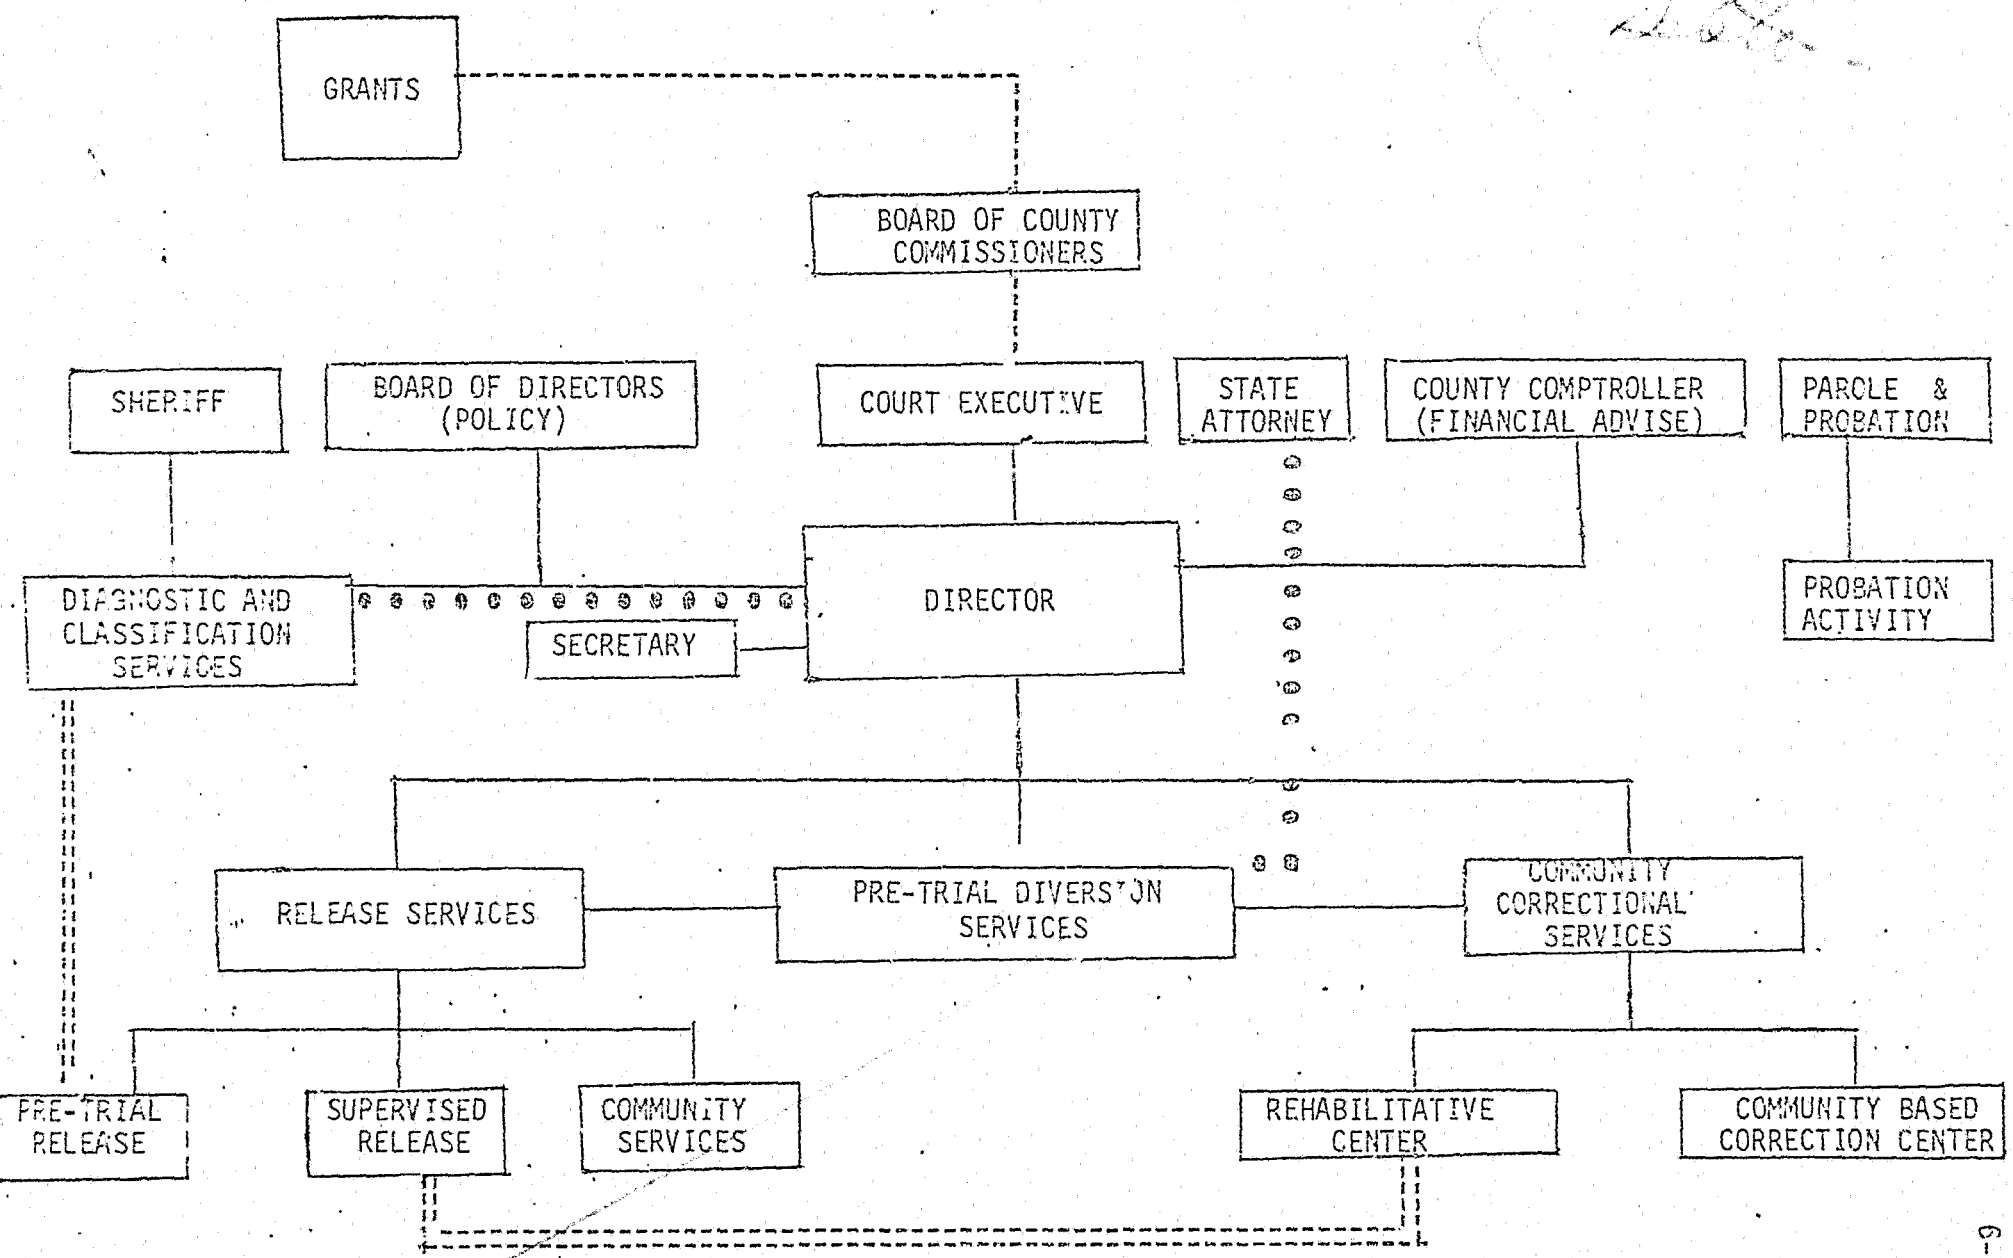 GRANTS
BOARD OF COUNTY
COMMISSIONERS
SHERIFF
BOARD OF DIRECTORS
(POLICY)
COURT EXECUTIVE
STATE
ATTORNEY
COUNTY COMPTROLLER
(FINANCIAL ADVISE)
PAROLE &
PROBATION
DIAGNOSTIC AND
CLASSIFICATION
SERVICES
SECRETARY
DIRECTOR
PROBATION
ACTIVITY
RELEASE SERVICES
PRE-TRIAL DIVERSION
SERVICES
COMMUNITY
CORRECTIONAL
SERVICES
PRE-TRIAL
RELEASE
SUPERVISED
RELEASE
COMMUNITY
SERVICES
REHABILITATIVE
CENTER
COMMUNITY BASED
CORRECTION CENTER